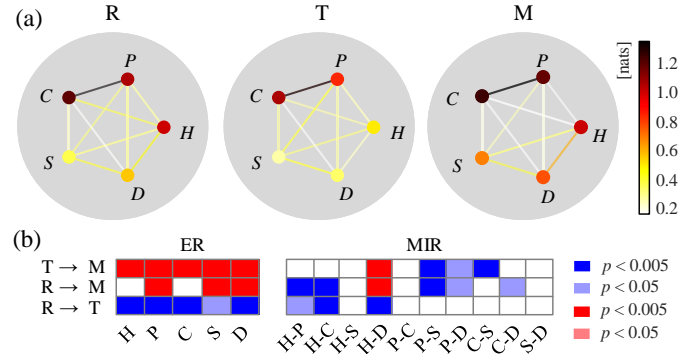 (a)
R T M
P C H S D
P C H S D
P C H S D
[nats]
1.2
1.0
0.8
0.6
0.4
0.2
(b)
ER MIR
T → M
R → M
R → T
H P C S D
H-P H-C H-S H-D P-C P-S P-D C-S C-D S-D
p < 0.005
p < 0.05
p < 0.005
p < 0.05